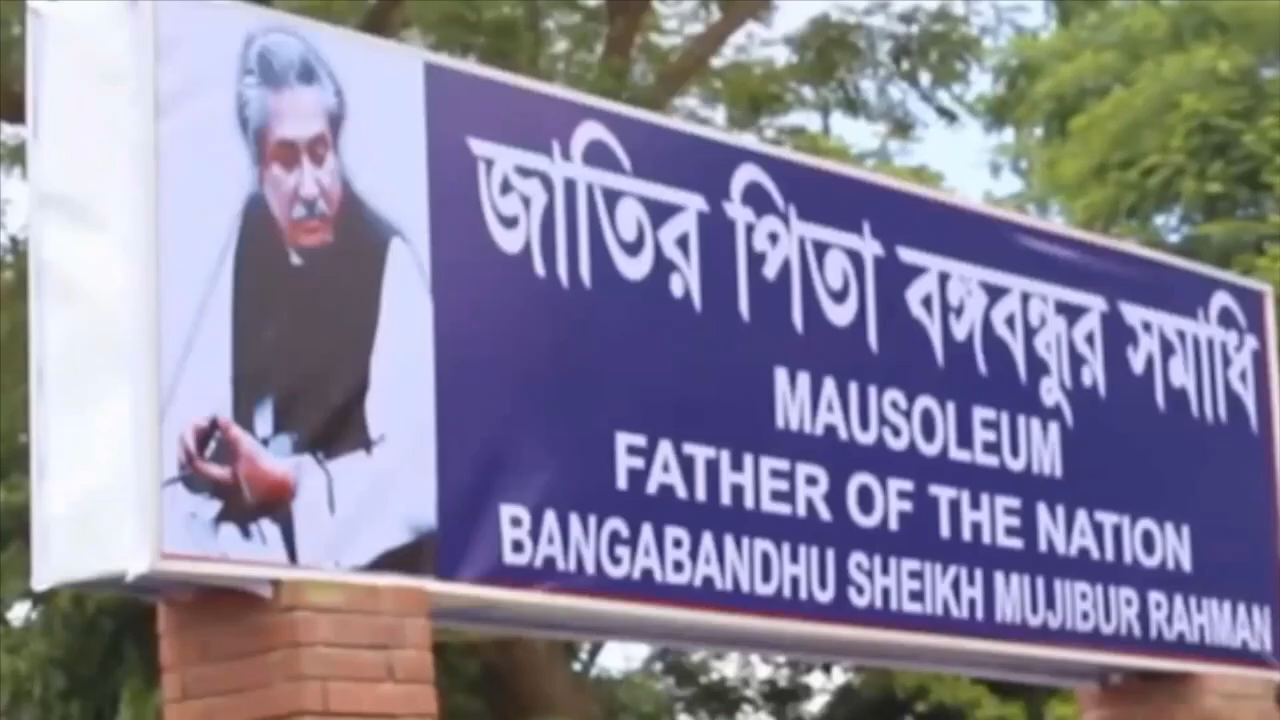 জাতির পিতা বঙ্গবন্ধুর সমাধি
MAUSOLEUM
FATHER OF THE NATION
BANGABANDHU SHEIKH MUJIBUR RAHMAN